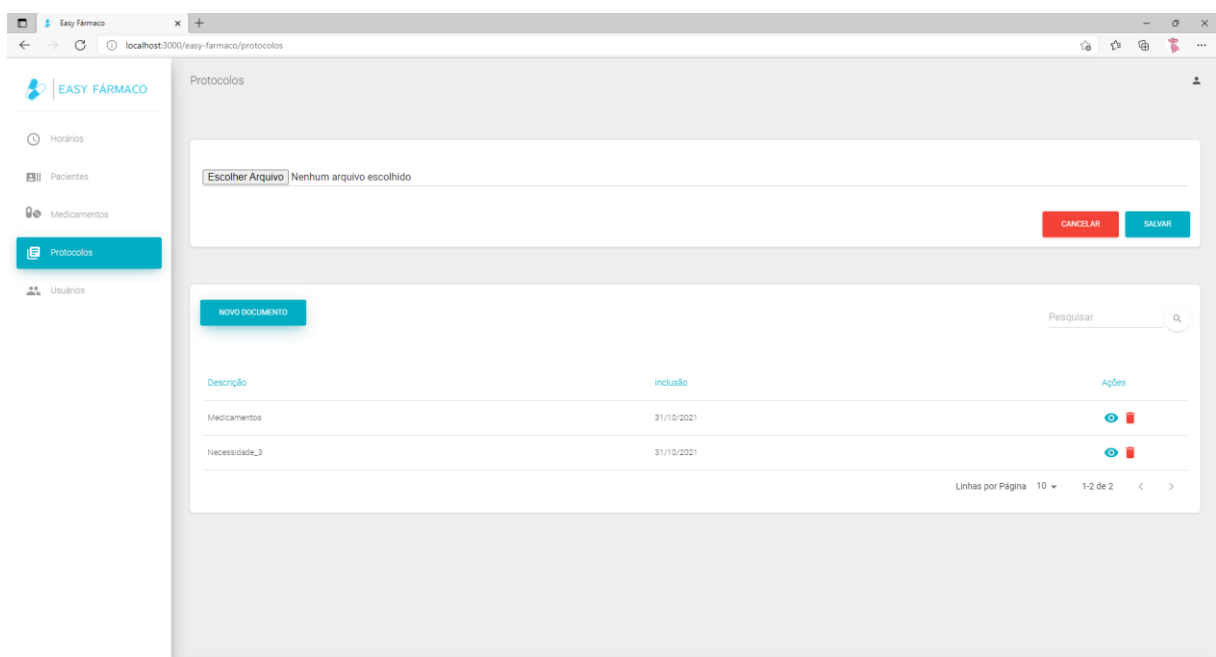 Easy Fármaco
localhost:3000/easy-farmaco/protocolos
EASY FÁRMACO
Protocolos
Horários
Pacientes
Medicamentos
Protocolos
Usuários
Escolher Arquivo Nenhum arquivo escolhido
CANCELAR SALVAR
NOVO DOCUMENTO Pesquisar
Descrição Inclusão Ações
Medicamentos 31/10/2021
Necessidade_3 31/10/2021
Linhas por Página 10 1-2 de 2